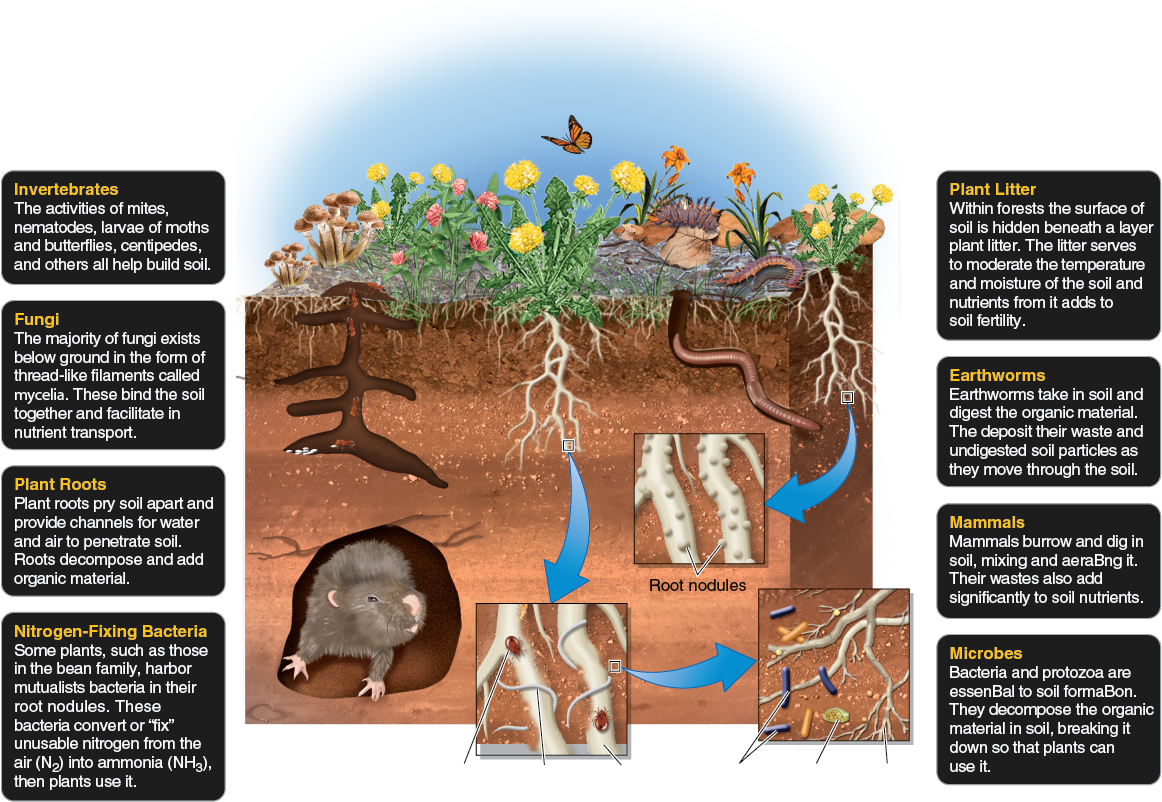 Invertebrates
The activities of mites,
nematodes, larvae of moths
and butterflies, centipedes,
and others all help build soil.
Fungi
The majority of fungi exists
below ground in the form of
thread-like filaments called
mycelia. These bind the soil
together and facilitate in
nutrient transport.
Plant Roots
Plant roots pry soil apart and
provide channels for water
and air to penetrate soil.
Roots decompose and add
organic material.
Nitrogen-Fixing Bacteria
Some plants, such as those
in the bean family, harbor
mutualists bacteria in their
root nodules. These
bacteria convert or “fix”
unusable nitrogen from the
air (N2) into ammonia (NH3),
then plants use it.
Root nodules
Plant Litter
Within forests the surface of
soil is hidden beneath a layer
plant litter. The litter serves
to moderate the temperature
and moisture of the soil and
nutrients from it adds to
soil fertility.
Earthworms
Earthworms take in soil and
digest the organic material.
The deposit their waste and
undigested soil particles as
they move through the soil.
Mammals
Mammals burrow and dig in
soil, mixing and aeraBng it.
Their wastes also add
significantly to soil nutrients.
Microbes
Bacteria and protozoa are
essenBal to soil formaBon.
They decompose the organic
material in soil, breaking it
down so that plants can
use it.